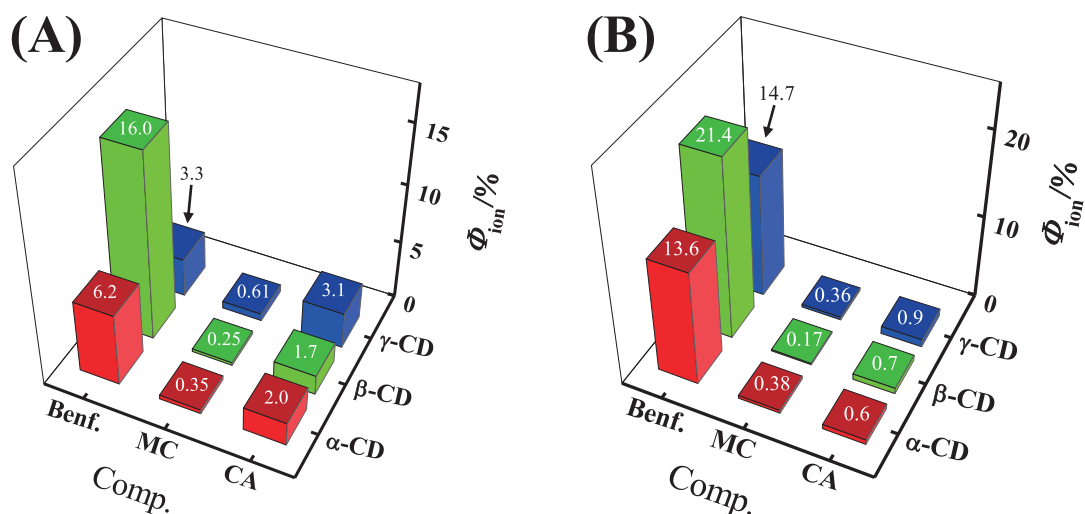 (A)
16.0
3.3
6.2
0.61
3.1
0.25
1.7
0.35
2.0
15
10
5
0
Φion/%
γ-CD
β-CD
α-CD
Benf.
MC
CA
Comp.
(B)
14.7
21.4
13.6
0.36
0.9
0.17
0.7
0.38
0.6
20
10
0
Φion/%
γ-CD
β-CD
α-CD
Benf.
MC
CA
Comp.